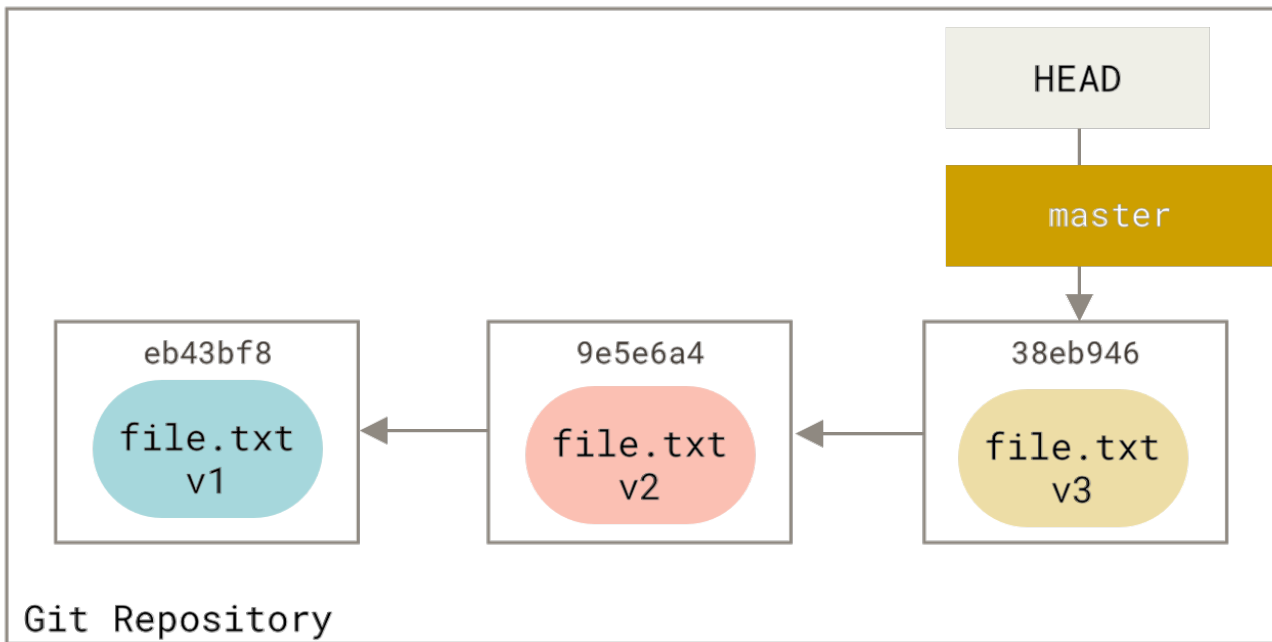 HEAD
master
eb43bf8
9e5e6a4
38eb946
file.txt
v1
file.txt
v2
file.txt
v3
Git Repository